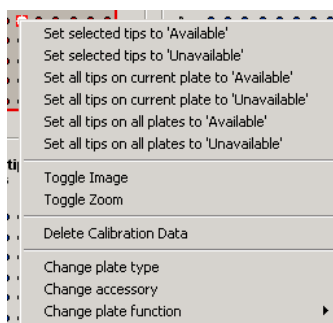 Set selected tips to 'Available'
Set selected tips to 'Unavailable'
Set all tips on current plate to 'Available'
Set all tips on current plate to 'Unavailable'
Set all tips on all plates to 'Available'
Set all tips on all plates to 'Unavailable'
Toggle Image
Toggle Zoom
Delete Calibration Data
Change plate type
Change accessory
Change plate function